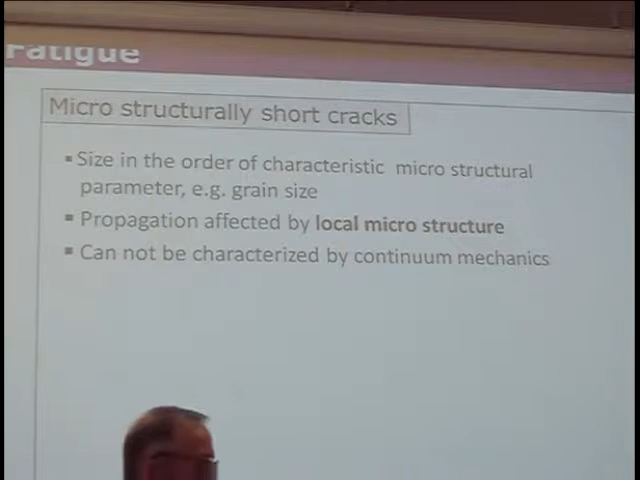 Fatigue
Micro structurally short cracks
▪ Size in the order of characteristic micro structural
parameter, e.g. grain size
▪ Propagation affected by local micro structure
▪ Can not be characterized by continuum mechanics